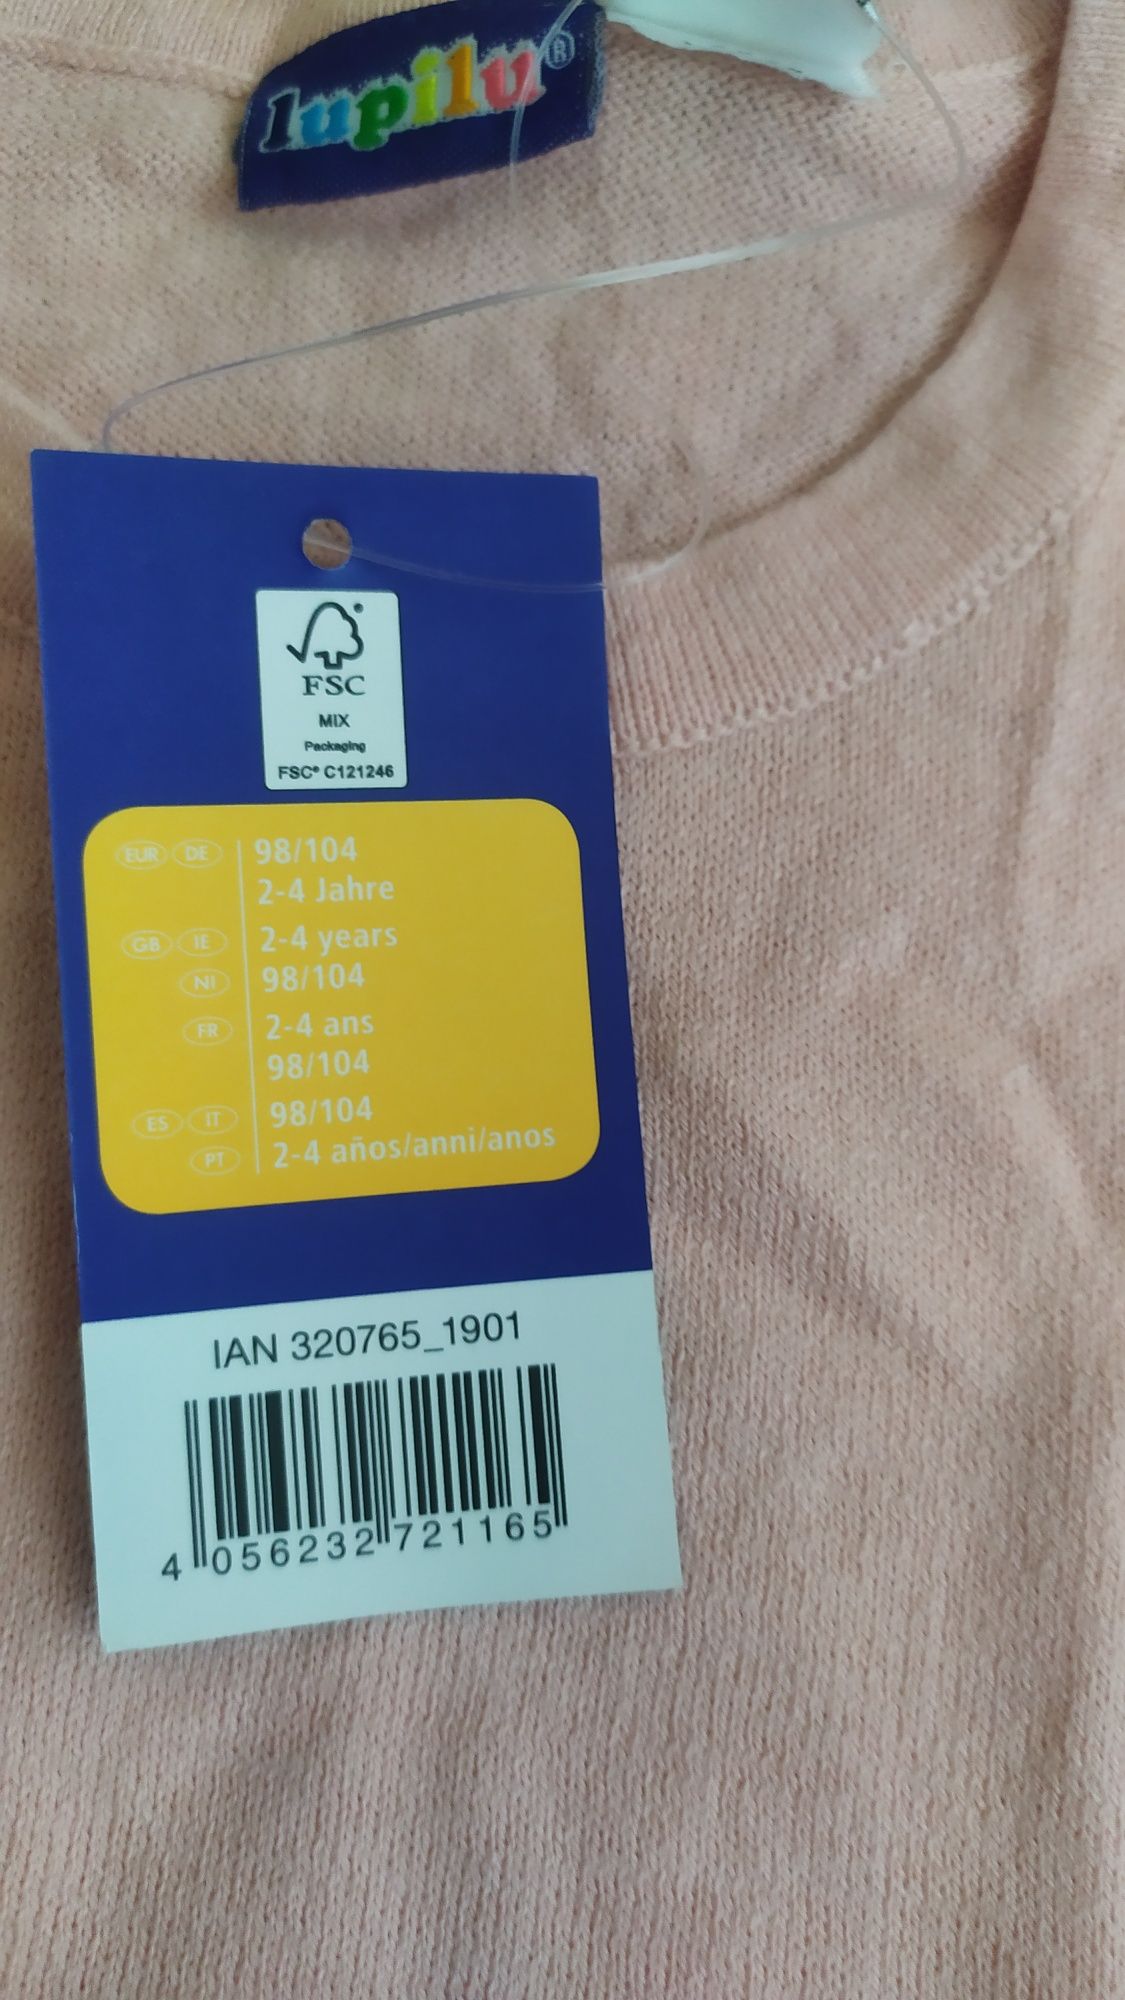 lupilu®
FSC
MIX
Packaging
FSC® C121246
EUR DE 98/104
2-4 Jahre
GB IE 2-4 years
NI 98/104
FR 2-4 ans
98/104
ES IT 98/104
PT 2-4 años/anni/anos
IAN 320765_1901
4 056232 721165